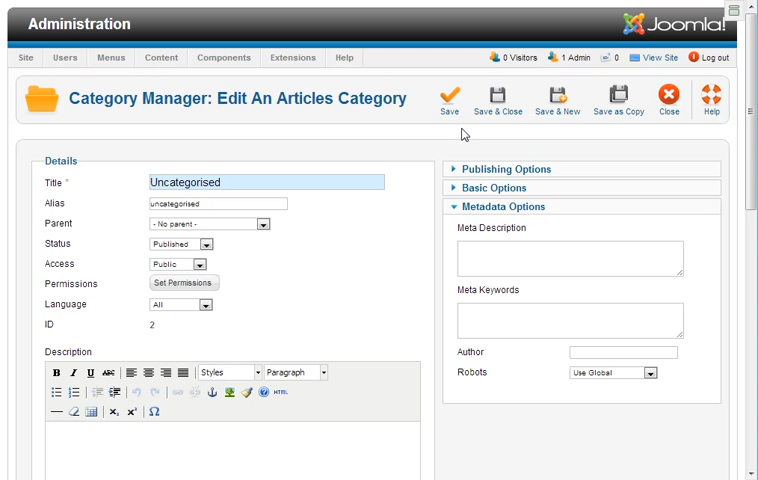 Administration
Joomla!
Site Users Menus Content Components Extensions Help 0 Visitors 1 Admin 0 View Site Log out
Category Manager: Edit An Articles Category
Save Save & Close Save & New Save as Copy Close Help
Details
Title *
Uncategorised
Alias
uncategorised
Parent
- No parent -
Status
Published
Access
Public
Permissions
Set Permissions
Language
All
ID
2
Description
B I U ABC Styles Paragraph
HTML
x₂ x² Ω
Publishing Options
Basic Options
Metadata Options
Meta Description
Meta Keywords
Author
Robots
Use Global